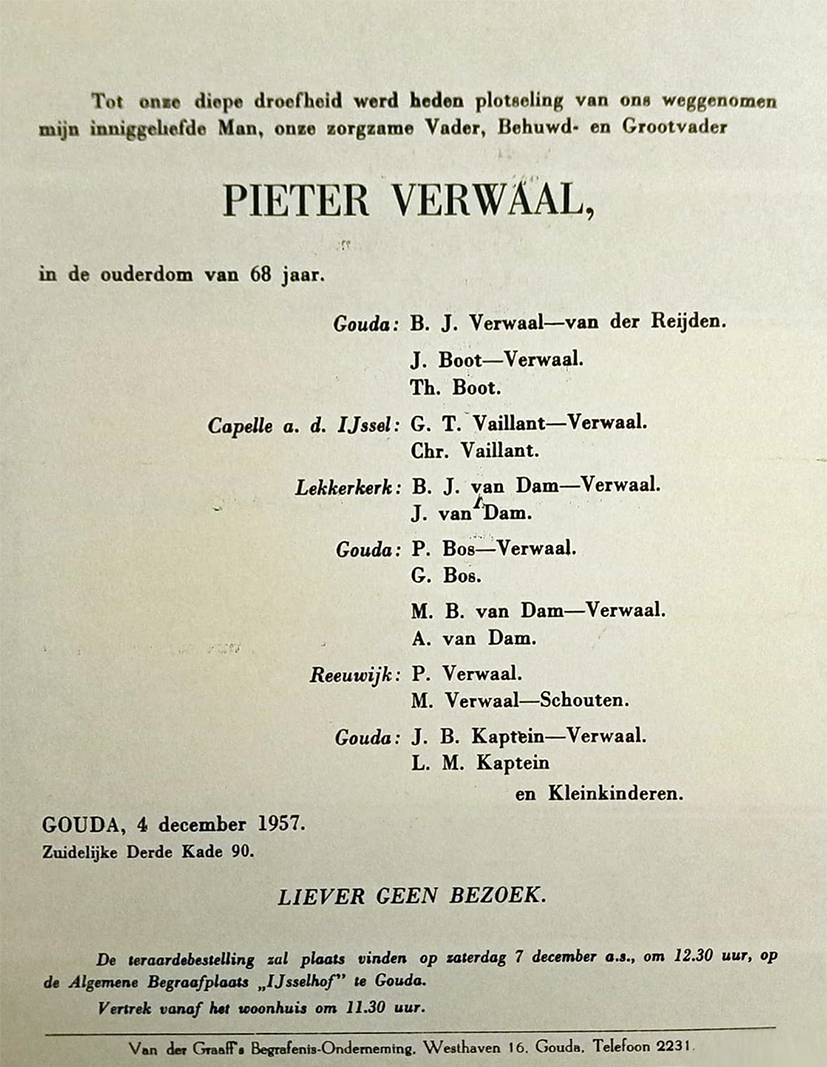 Tot onze diepe droefheid werd heden plotseling van ons weggenomen
mijn inniggeliefde Man, onze zorgzame Vader, Behuwd- en Grootvader
PIETER VERWAAL,
in de ouderdom van 68 jaar.
Gouda: B. J. Verwaal—van der Reijden.
J. Boot—Verwaal.
Th. Boot.
Capelle a. d. IJssel: G. T. Vaillant—Verwaal.
Chr. Vaillant.
Lekkerkerk: B. J. van Dam—Verwaal.
J. van Dam.
Gouda: P. Bos—Verwaal.
G. Bos.
M. B. van Dam—Verwaal.
A. van Dam.
Reeuwijk: P. Verwaal.
M. Verwaal—Schouten.
Gouda: J. B. Kaptein—Verwaal.
L. M. Kaptein
en Kleinkinderen.
GOUDA, 4 december 1957.
Zuidelijke Derde Kade 90.
LIEVER GEEN BEZOEK.
De teraardebestelling zal plaats vinden op zaterdag 7 december a.s., om 12.30 uur, op
de Algemene Begraafplaats „IJsselhof” te Gouda.
Vertrek vanaf het woonhuis om 11.30 uur.
Van der Graaff's Begrafenis-Onderneming, Westhaven 16, Gouda. Telefoon 2231.